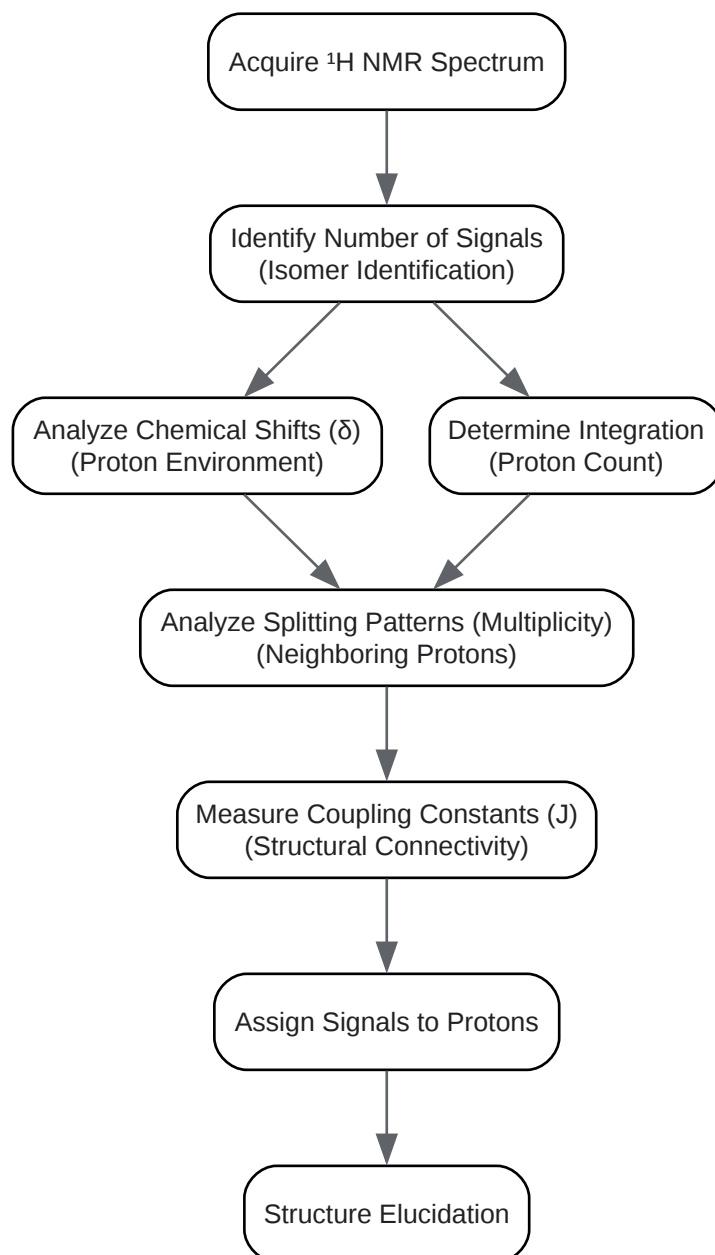 Acquire ¹H NMR Spectrum
Identify Number of Signals
(Isomer Identification)
Analyze Chemical Shifts (δ)
(Proton Environment)
Determine Integration
(Proton Count)
Analyze Splitting Patterns (Multiplicity)
(Neighboring Protons)
Measure Coupling Constants (J)
(Structural Connectivity)
Assign Signals to Protons
Structure Elucidation